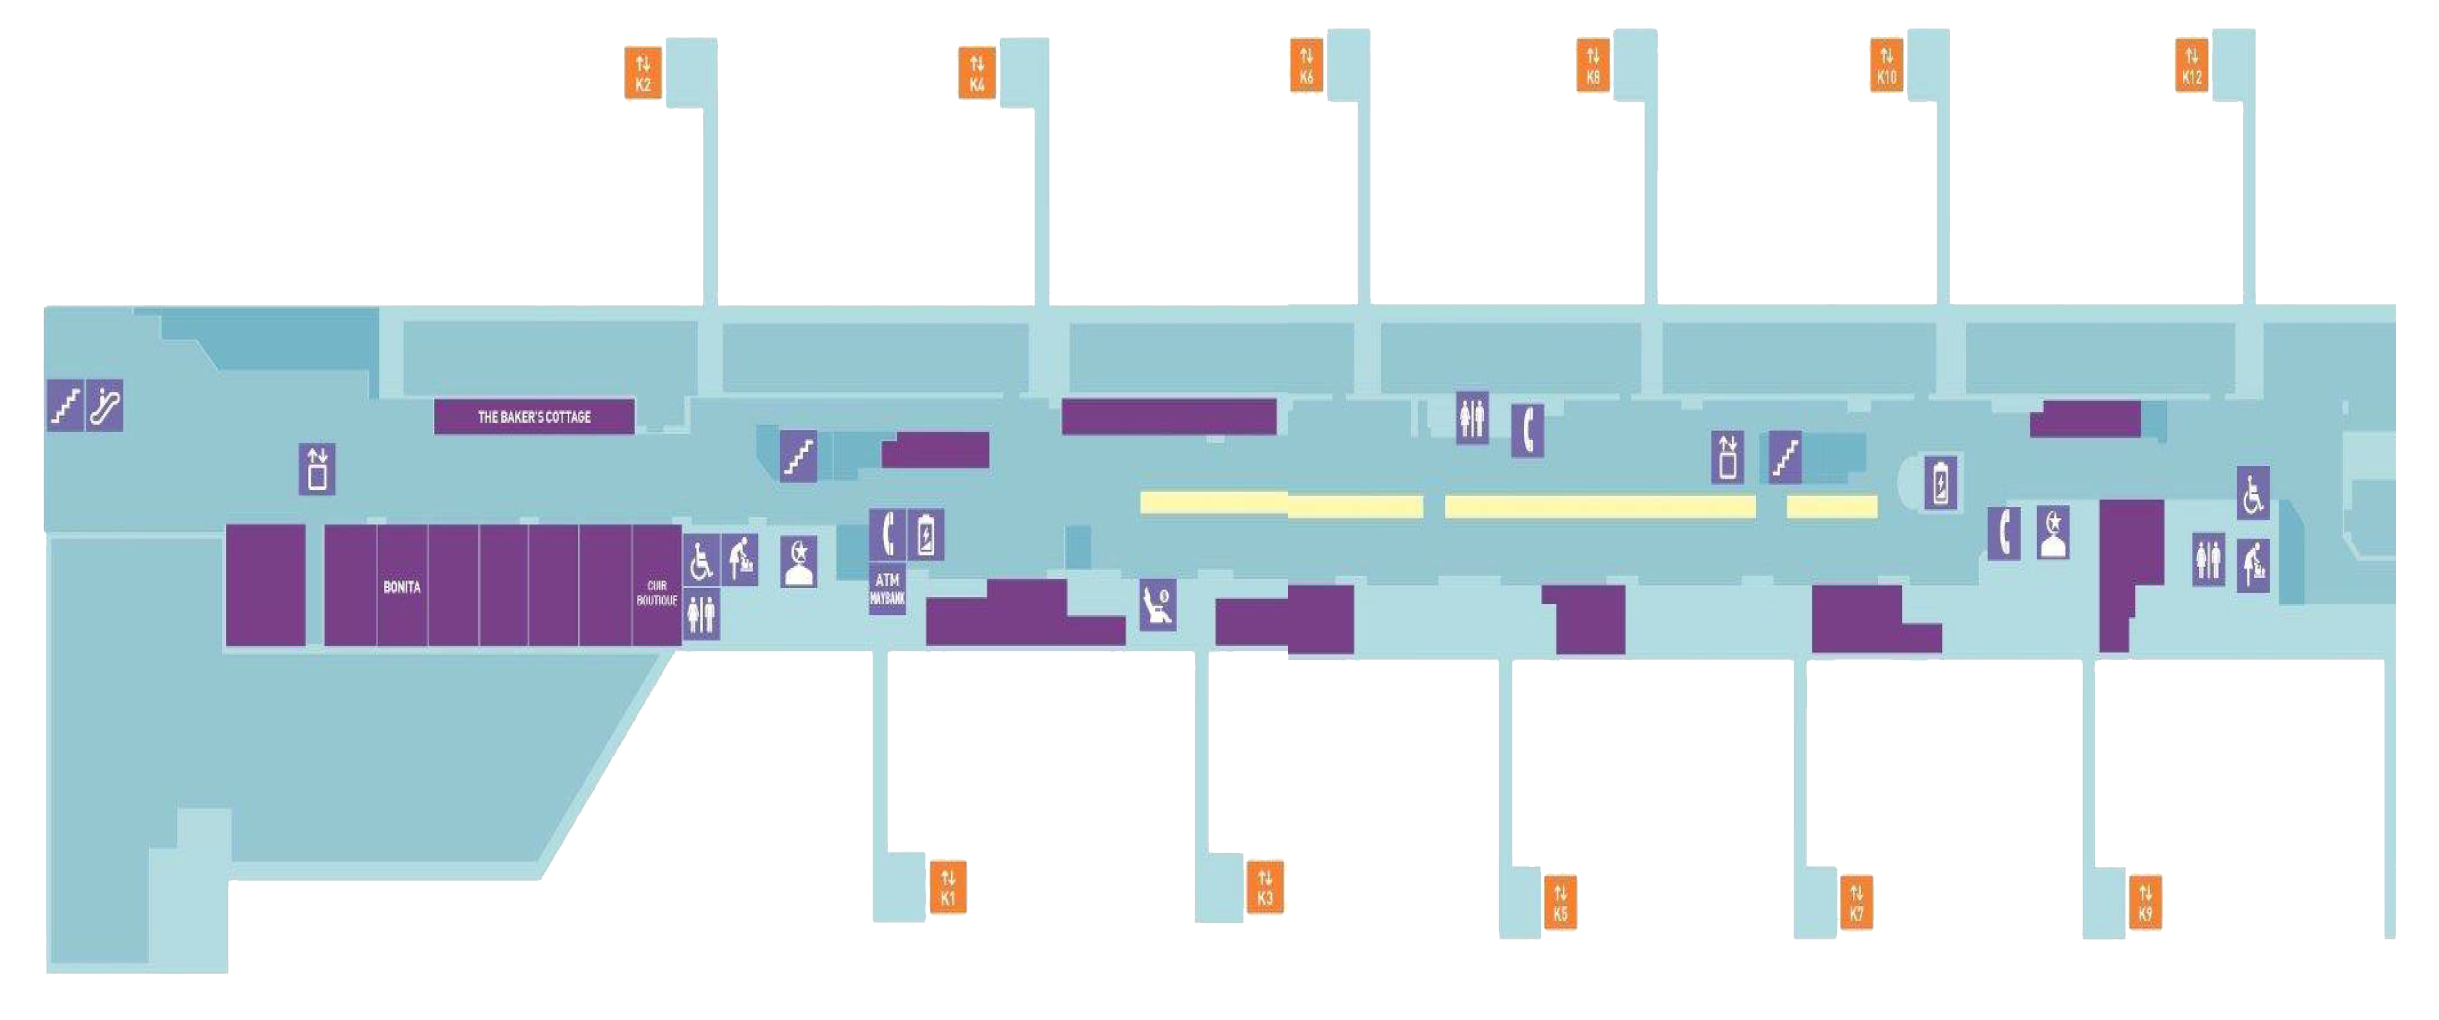 K2
K4
K6
K8
K10
K12
THE BAKER'S COTTAGE
BONITA
CUIR
BOUTIQUE
ATM
MAYBANK
K1
K3
K5
K7
K9